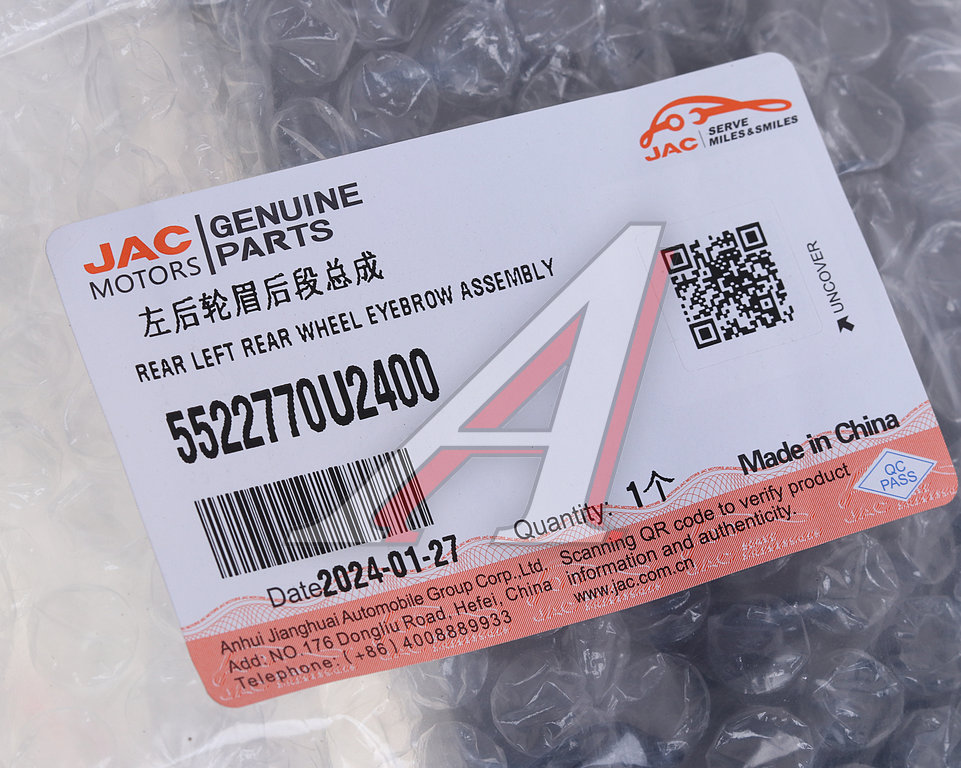 JAC
SERVE
MILES & SMILES
JAC
MOTORS
GENUINE
PARTS
左后轮眉后段总成
REAR LEFT REAR WHEEL EYEBROW ASSEMBLY
5522770U2400
UNCOVER
Date2024-01-27
Quantity: 1个
Made in China
QC
PASS
Anhui Jianghuai Automobile Group Corp.,Ltd.
Add: NO.176 Dongliu Road, Hefei, China
Telephone: ( +86 ) 4008889933
Scanning QR code to verify product
information and authenticity.
www.jac.com.cn